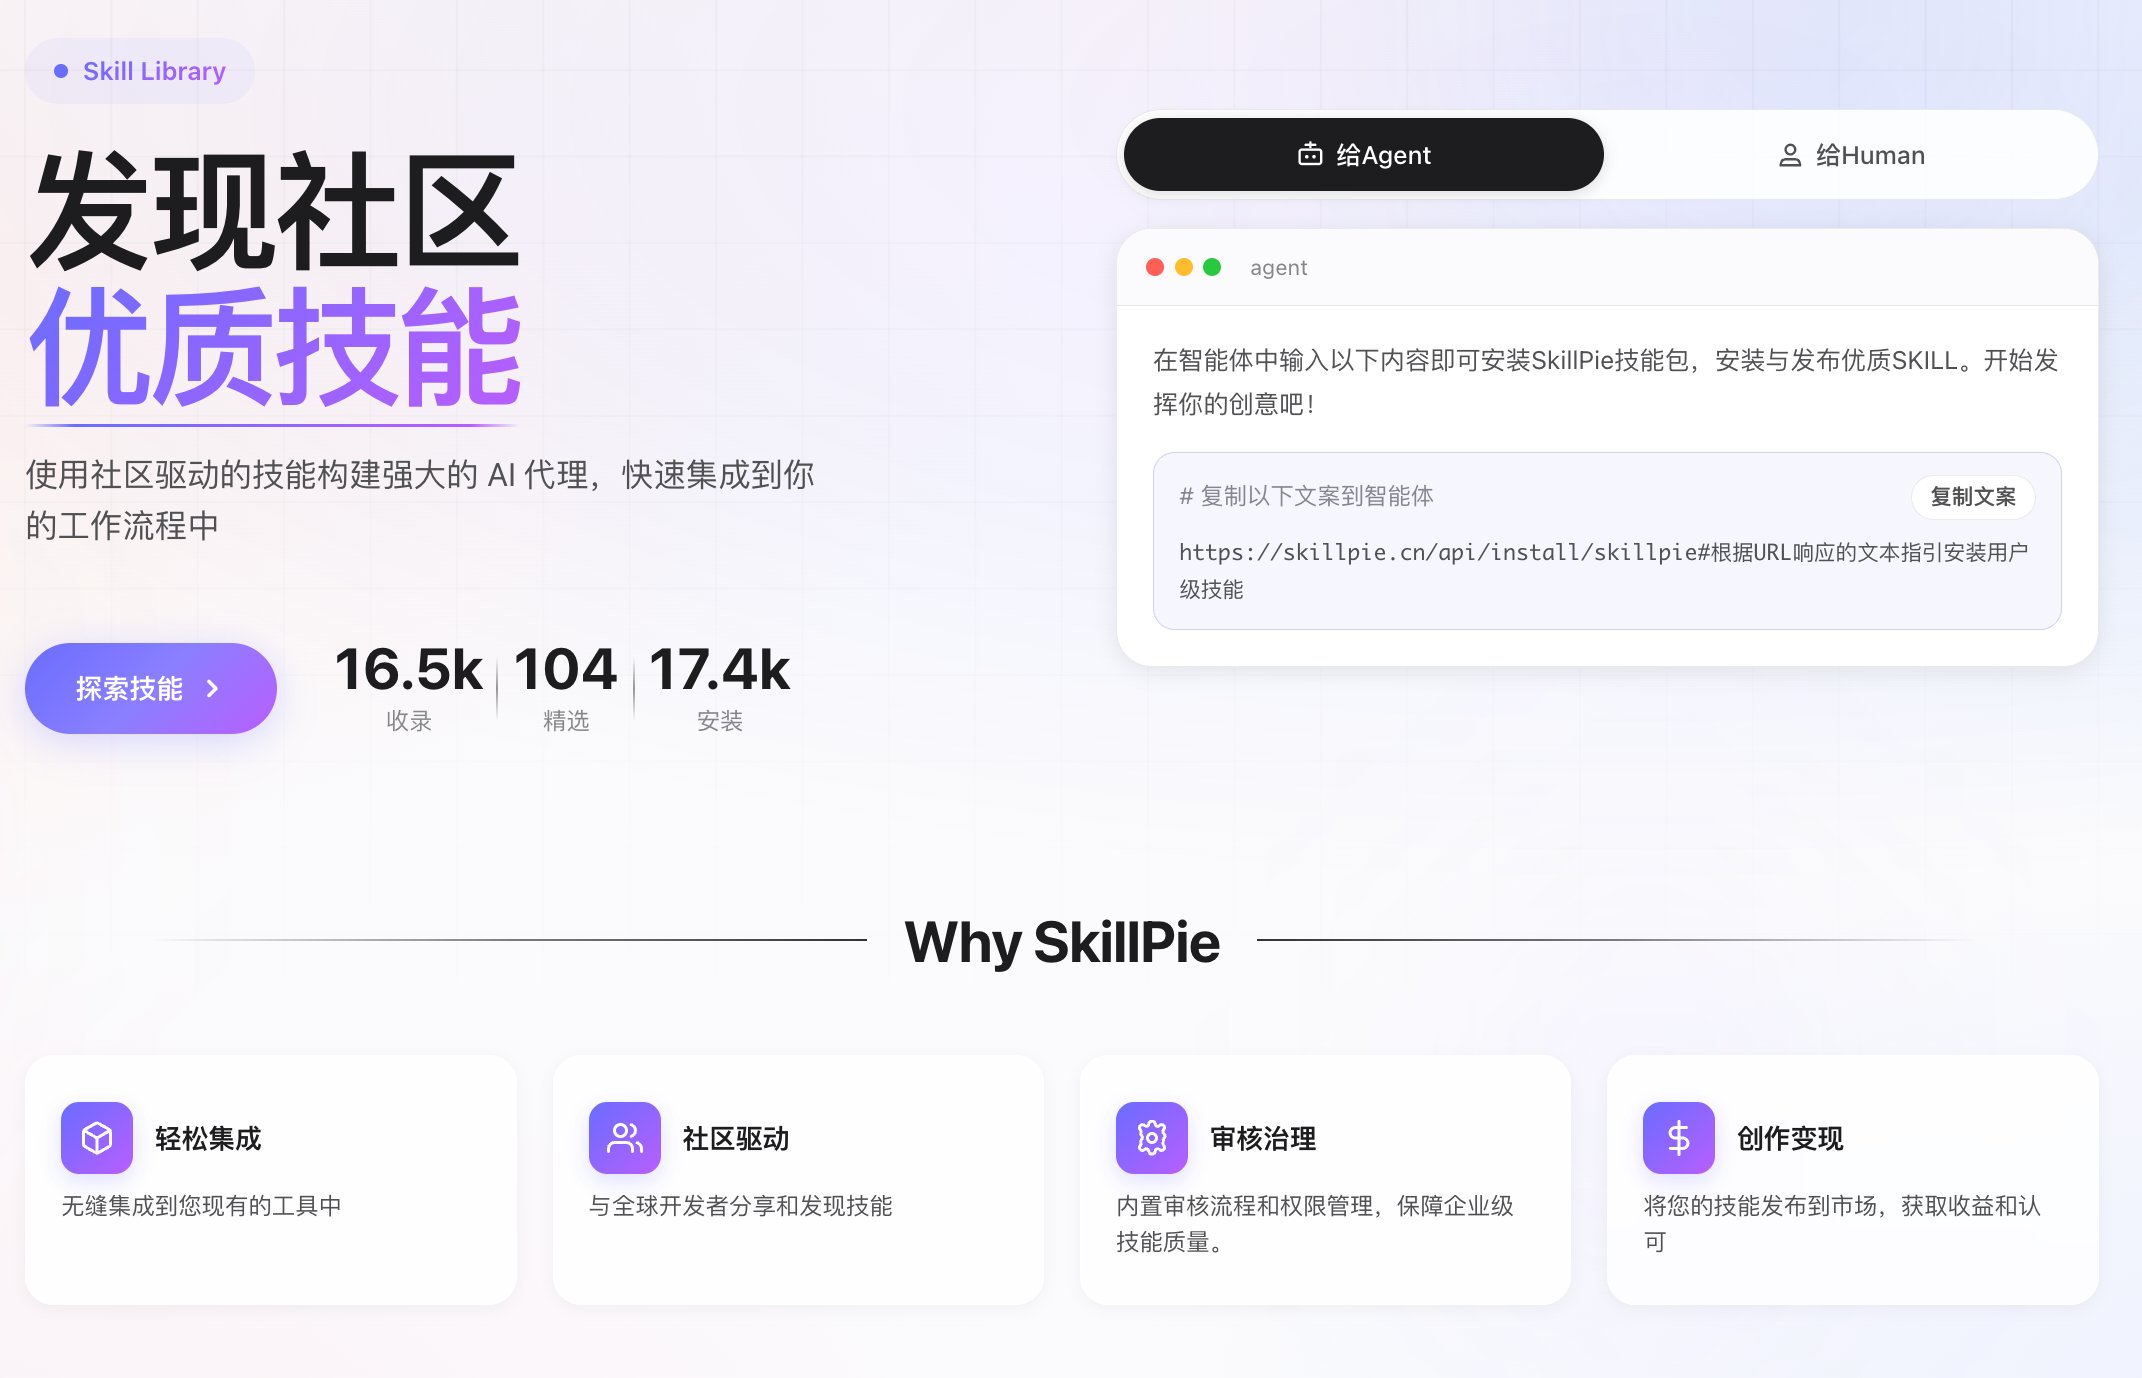 Skill Library
发现社区
优质技能
使用社区驱动的技能构建强大的 AI 代理，快速集成到你
的工作流程中
探索技能
16.5k
收录
104
精选
17.4k
安装
给Agent
给Human
agent
在智能体中输入以下内容即可安装SkillPie技能包，安装与发布优质SKILL。开始发
挥你的创意吧！
# 复制以下文案到智能体
复制文案
https://skillpie.cn/api/install/skillpie#根据URL响应的文本指引安装用户
级技能
Why SkillPie
轻松集成
无缝集成到您现有的工具中
社区驱动
与全球开发者分享和发现技能
审核治理
内置审核流程和权限管理，保障企业级
技能质量。
创作变现
将您的技能发布到市场，获取收益和认
可